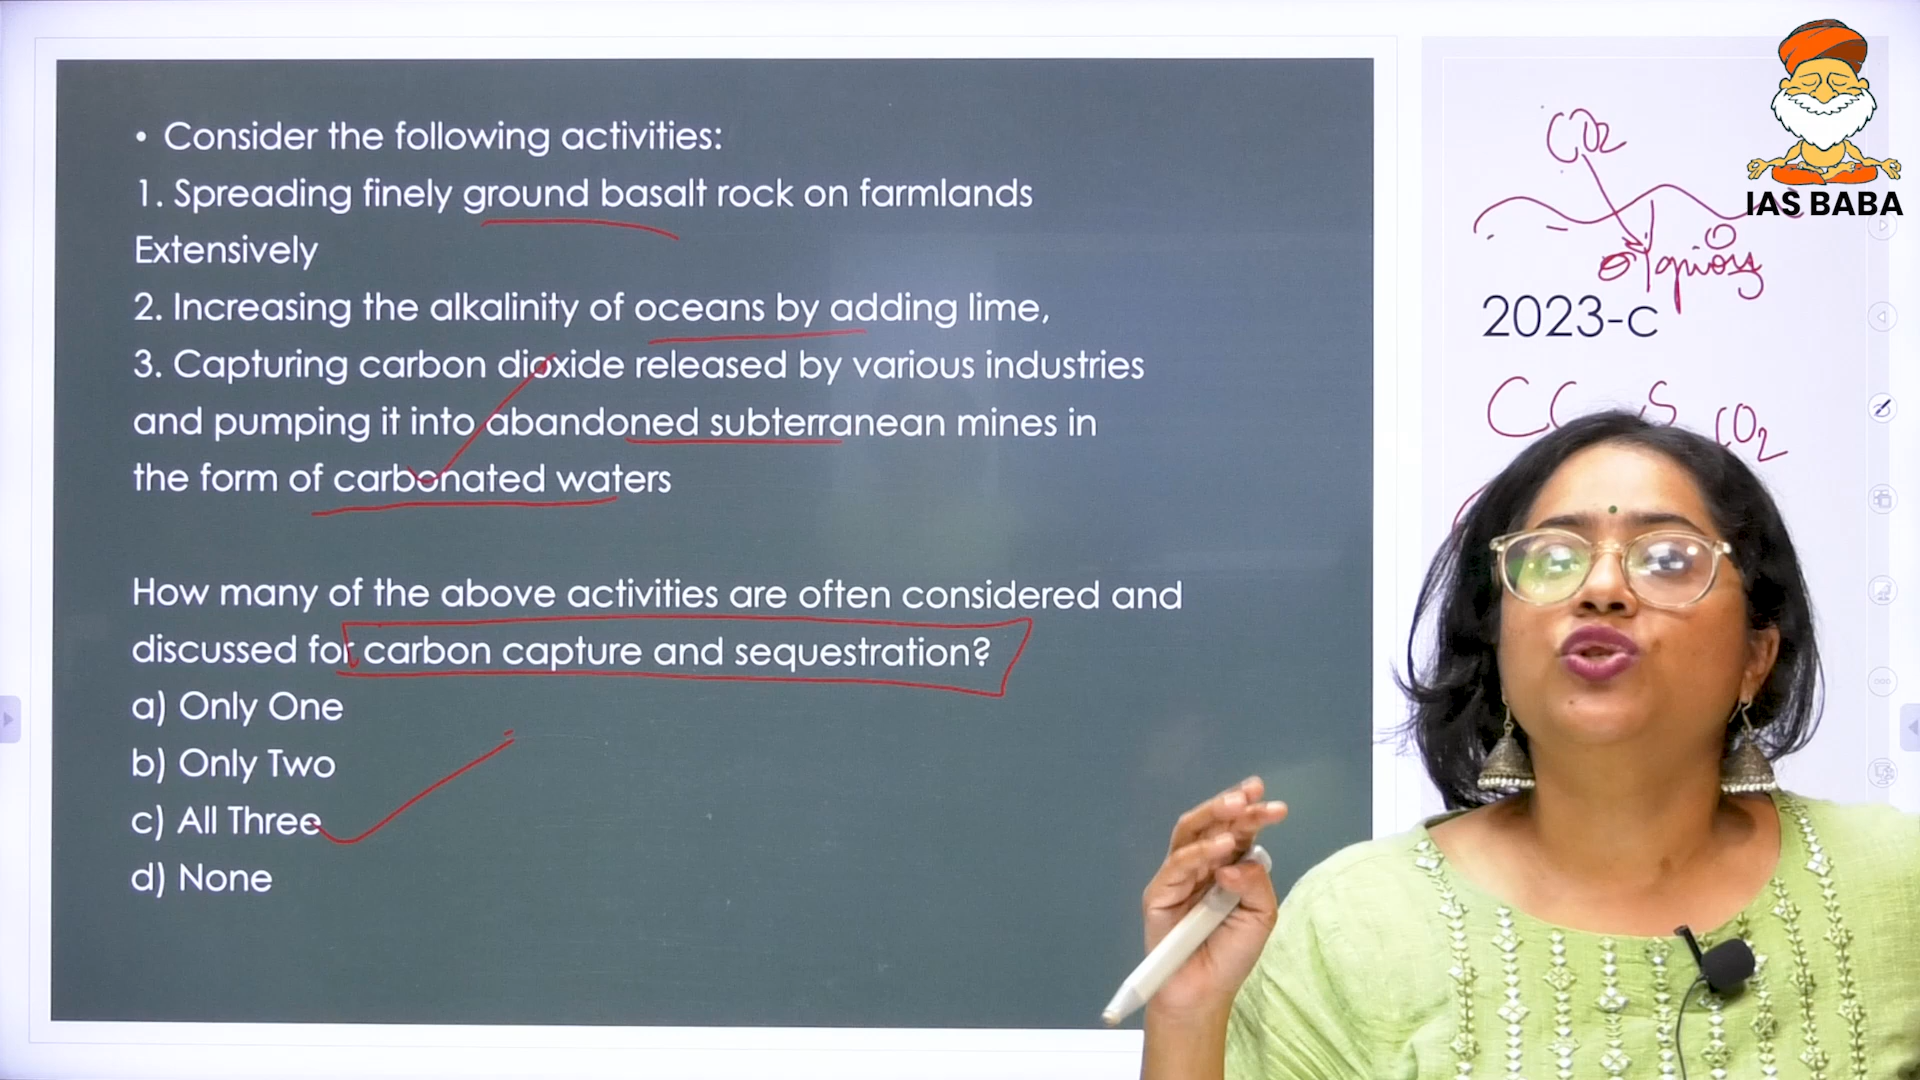 • Consider the following activities:
1. Spreading finely ground basalt rock on farmlands
Extensively
2. Increasing the alkalinity of oceans by adding lime,
3. Capturing carbon dioxide released by various industries
and pumping it into abandoned subterranean mines in
the form of carbonated waters
How many of the above activities are often considered and
discussed for carbon capture and sequestration?
a) Only One
b) Only Two
c) All Three
d) None
IAS BABA
CO2
2023-c
CO2